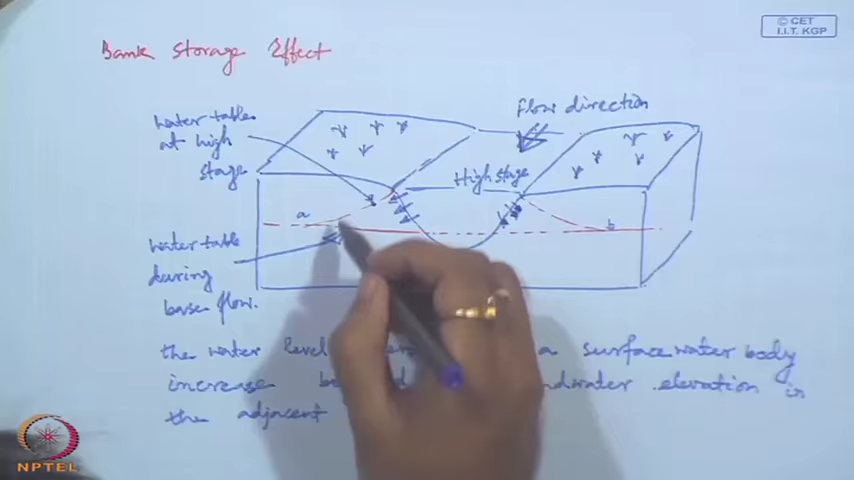 © CET
I.I.T. KGP
Bank Storage Effect
water table
at high
stage
Flow direction
High stage
a
b
water table
during
base flow.
the water level a surface water body
increase elevation in
the adjacent
NPTEL